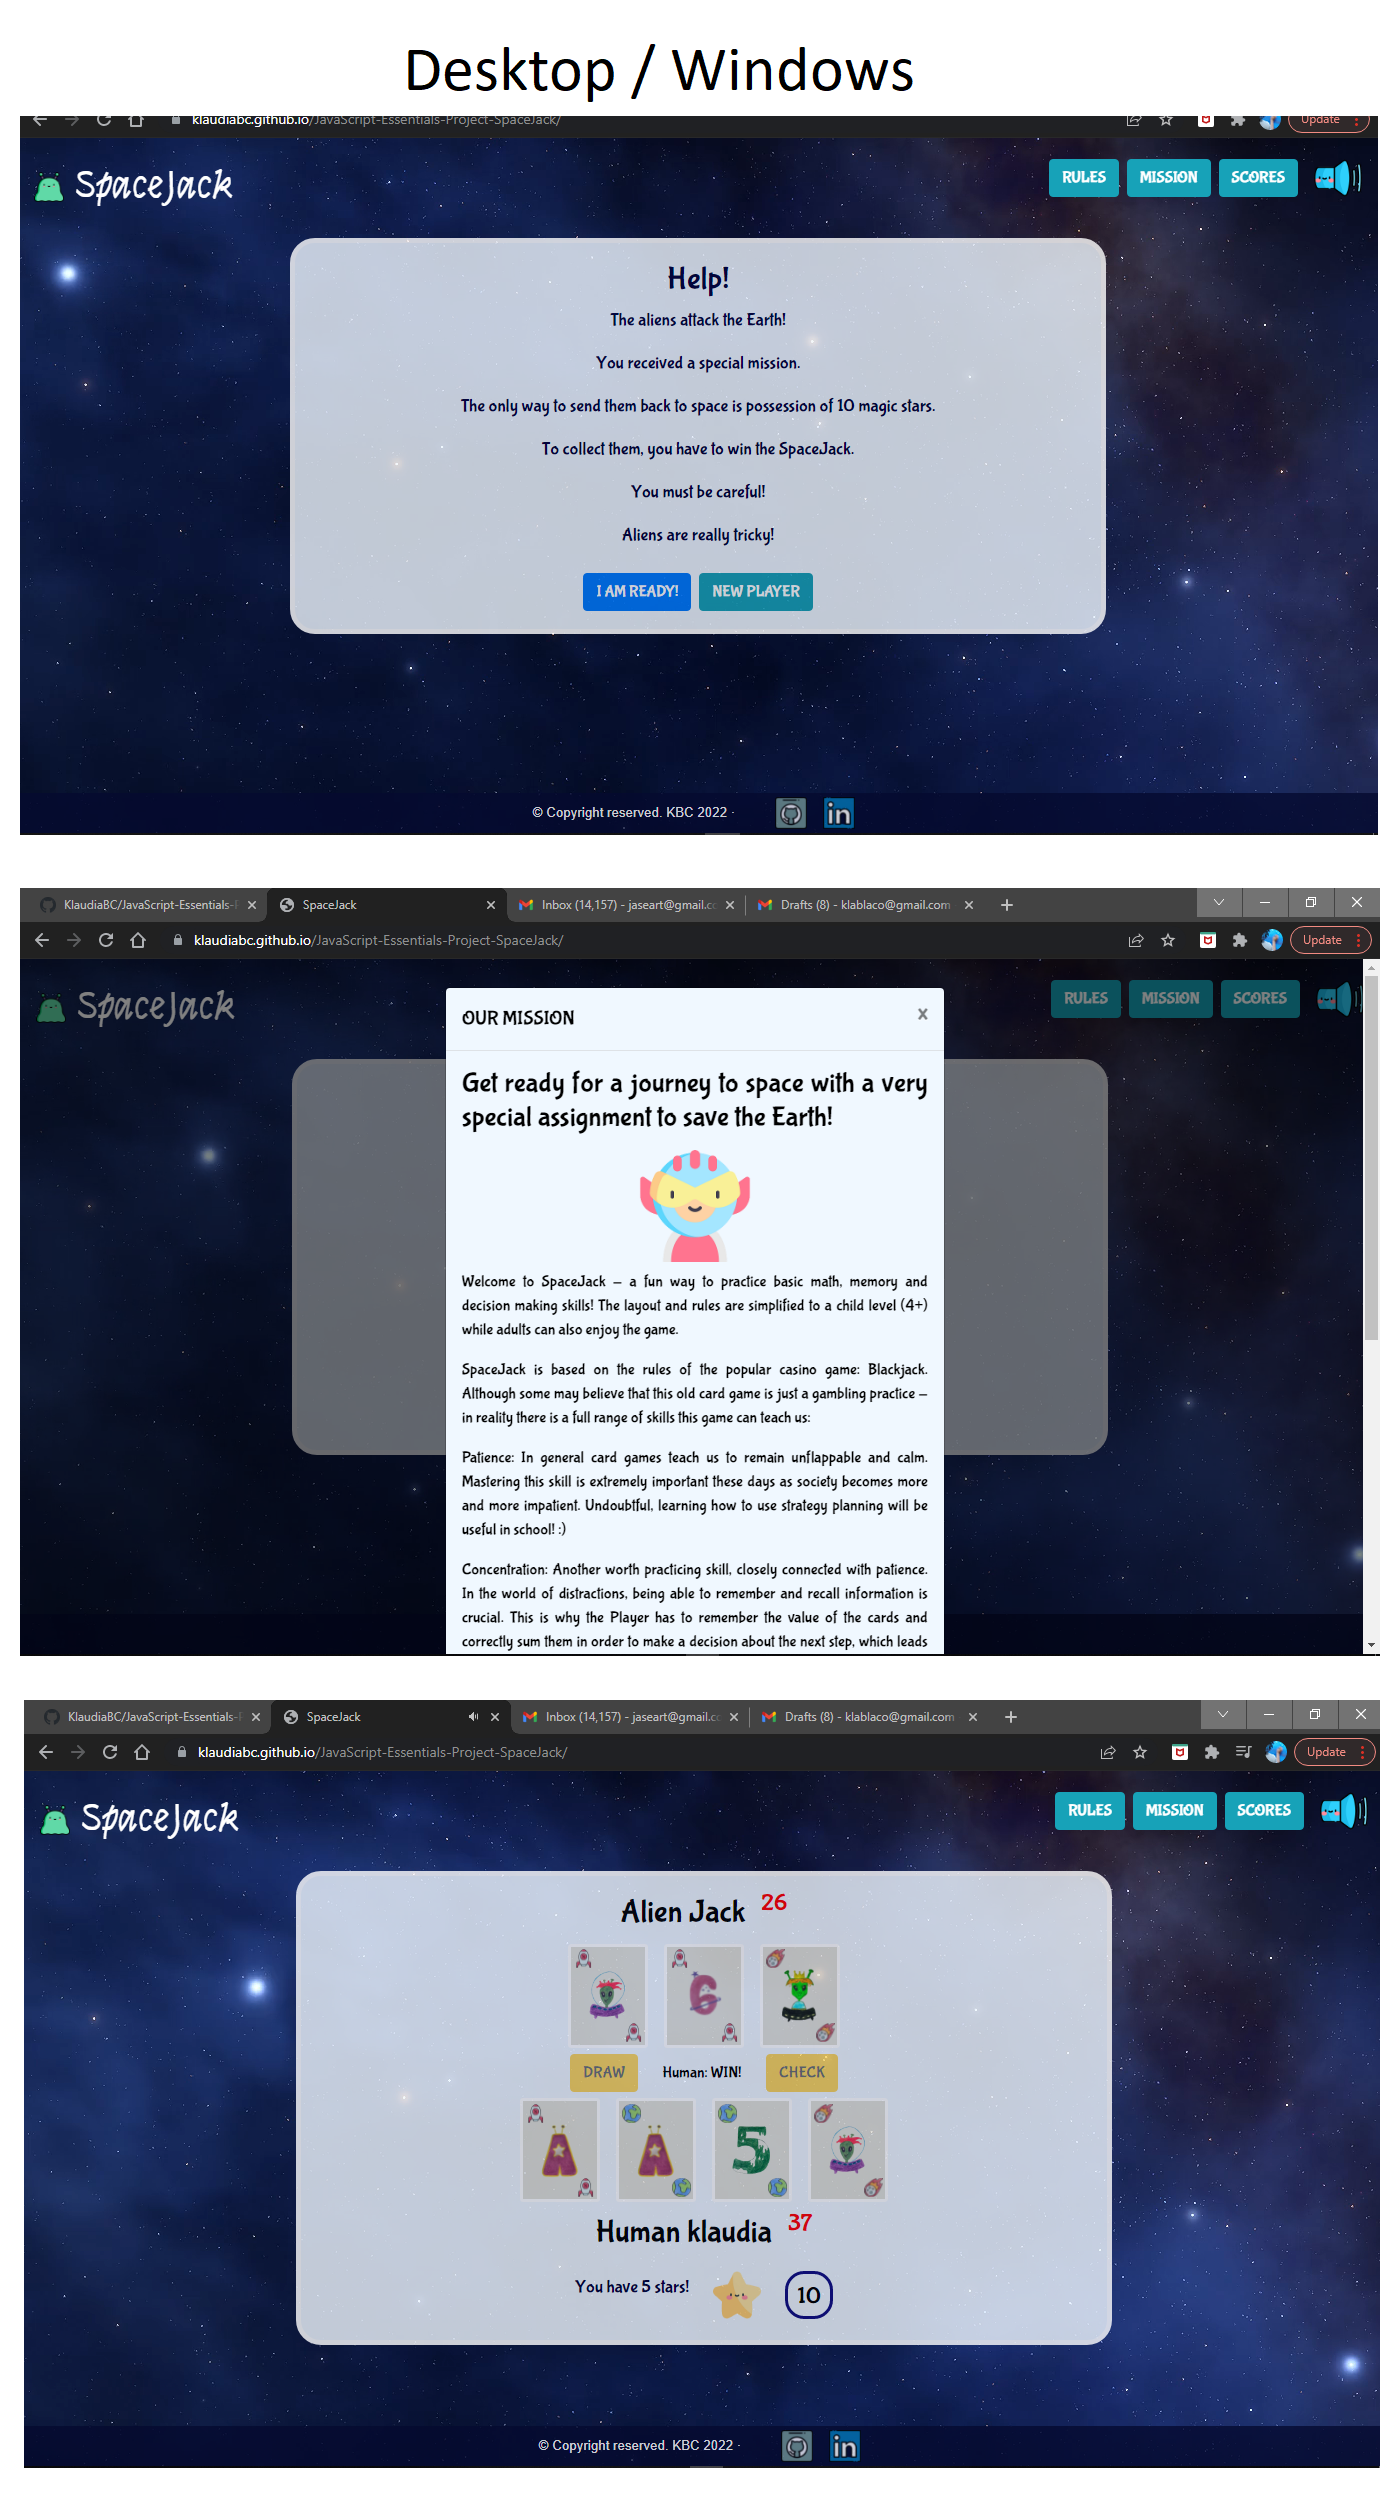 Desktop / Windows
klaudiabc.github.io/JavaScript-Essentials-Project-SpaceJack/
Update
SpaceJack
RULES
MISSION
SCORES
Help!
The aliens attack the Earth!
You received a special mission.
The only way to send them back to space is possession of 10 magic stars.
To collect them, you have to win the SpaceJack.
You must be careful!
Aliens are really tricky!
I AM READY!
NEW PLAYER
© Copyright reserved. KBC 2022 ·
in
KlaudiaBC/JavaScript-Essentials-
SpaceJack
Inbox (14,157) - jaseart@gmail.cc
Drafts (8) - klablaco@gmail.com
klaudiabc.github.io/JavaScript-Essentials-Project-SpaceJack/
Update
SpaceJack
RULES
MISSION
SCORES
OUR MISSION
x
Get ready for a journey to space with a very
special assignment to save the Earth!
Welcome to SpaceJack – a fun way to practice basic math, memory and
decision making skills! The layout and rules are simplified to a child level (4+)
while adults can also enjoy the game.
SpaceJack is based on the rules of the popular casino game: Blackjack.
Although some may believe that this old card game is just a gambling practice –
in reality there is a full range of skills this game can teach us:
Patience: In general card games teach us to remain unflappable and calm.
Mastering this skill is extremely important these days as society becomes more
and more impatient. Undoubtful, learning how to use strategy planning will be
useful in school! :)
Concentration: Another worth practicing skill, closely connected with patience.
In the world of distractions, being able to remember and recall information is
crucial. This is why the Player has to remember the value of the cards and
correctly sum them in order to make a decision about the next step, which leads
KlaudiaBC/JavaScript-Essentials-
SpaceJack
Inbox (14,157) - jaseart@gmail.cc
Drafts (8) - klablaco@gmail.com
klaudiabc.github.io/JavaScript-Essentials-Project-SpaceJack/
Update
SpaceJack
RULES
MISSION
SCORES
Alien Jack 26
6
DRAW
Human: WIN!
CHECK
A
A
5
Human klaudia 37
You have 5 stars!
10
© Copyright reserved. KBC 2022 ·
in